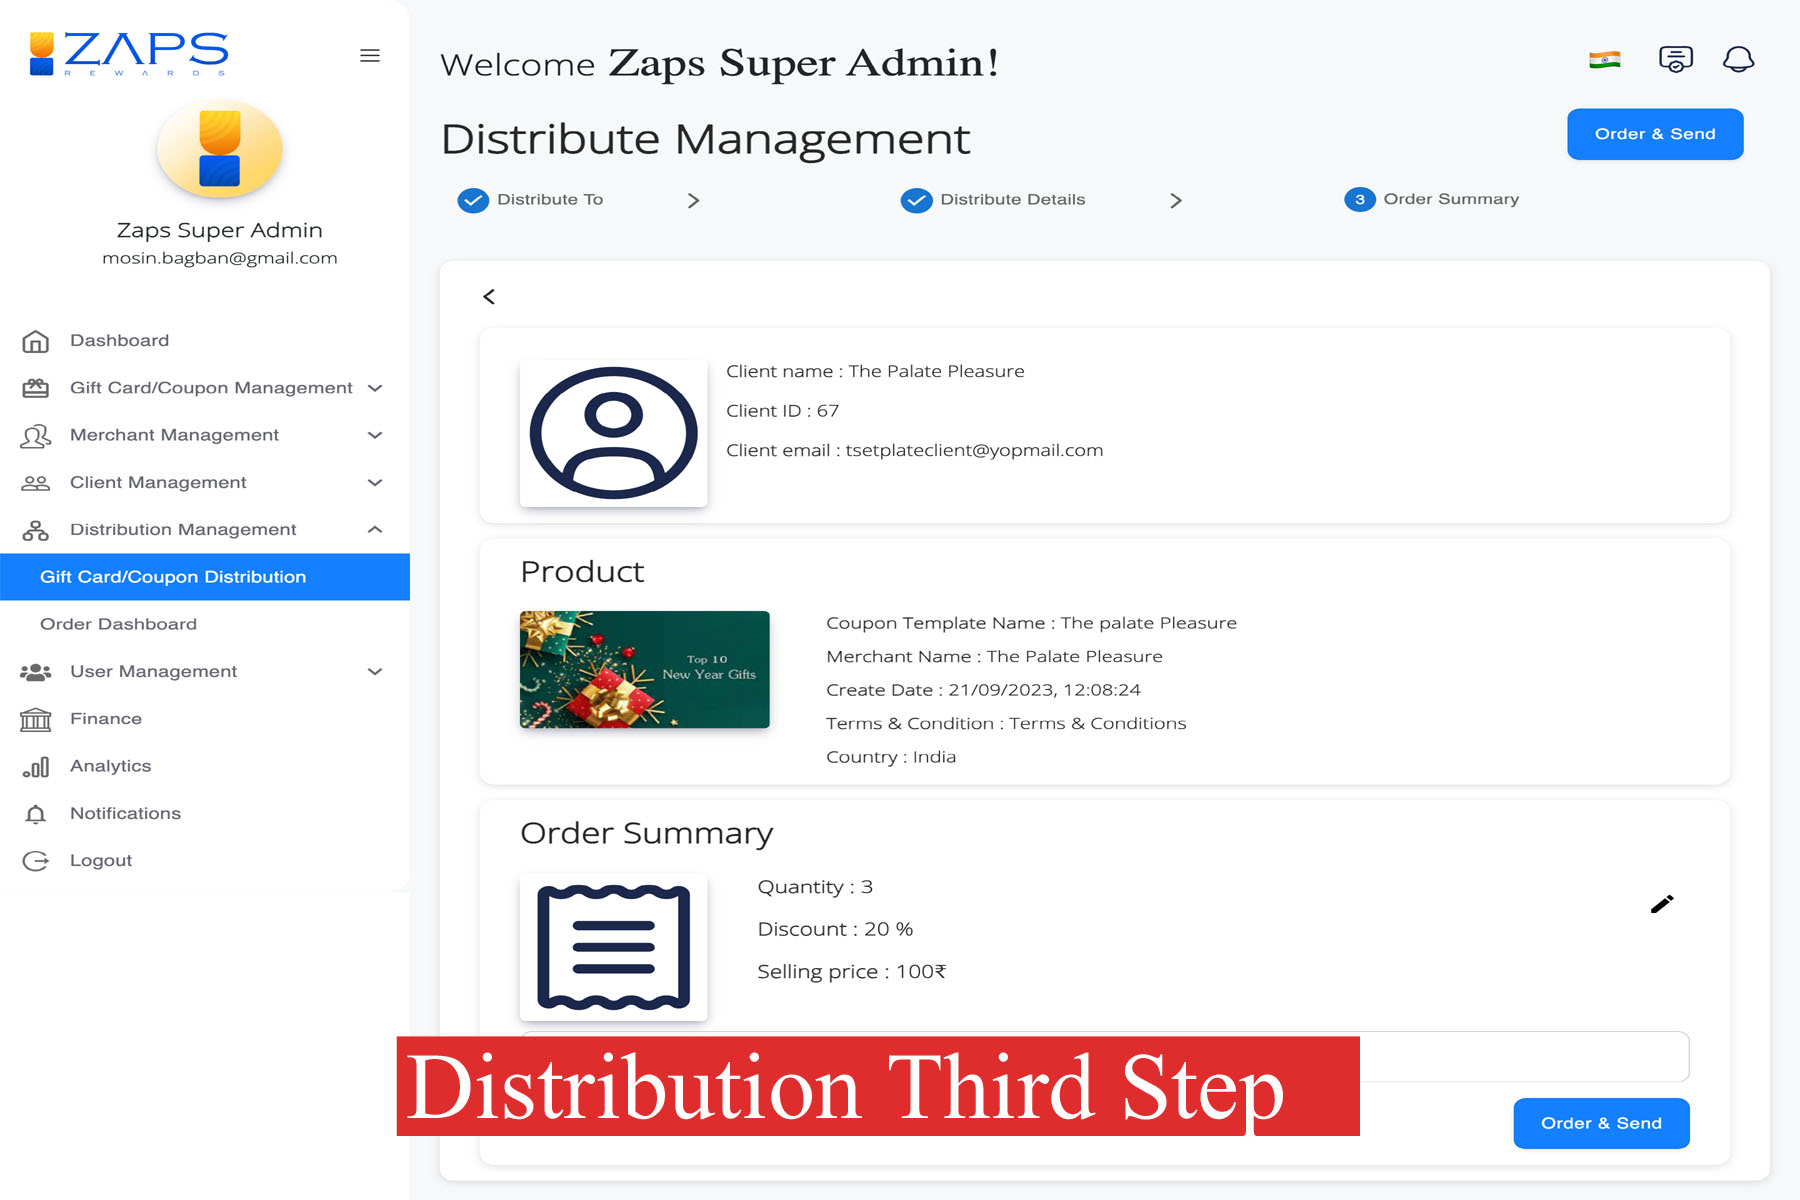 ZAPS
REWARDS
Zaps Super Admin
mosin.bagban@gmail.com
Dashboard
Gift Card/Coupon Management
Merchant Management
Client Management
Distribution Management
Gift Card/Coupon Distribution
Order Dashboard
User Management
Finance
Analytics
Notifications
Logout
Welcome Zaps Super Admin!
Distribute Management
Order & Send
Distribute To
Distribute Details
3 Order Summary
Client name : The Palate Pleasure
Client ID : 67
Client email : tsetplateclient@yopmail.com
Product
Top 10
New Year Gifts
Coupon Template Name : The palate Pleasure
Merchant Name : The Palate Pleasure
Create Date : 21/09/2023, 12:08:24
Terms & Condition : Terms & Conditions
Country : India
Order Summary
Quantity : 3
Discount : 20 %
Selling price : 100₹
Distribution Third Step
Order & Send